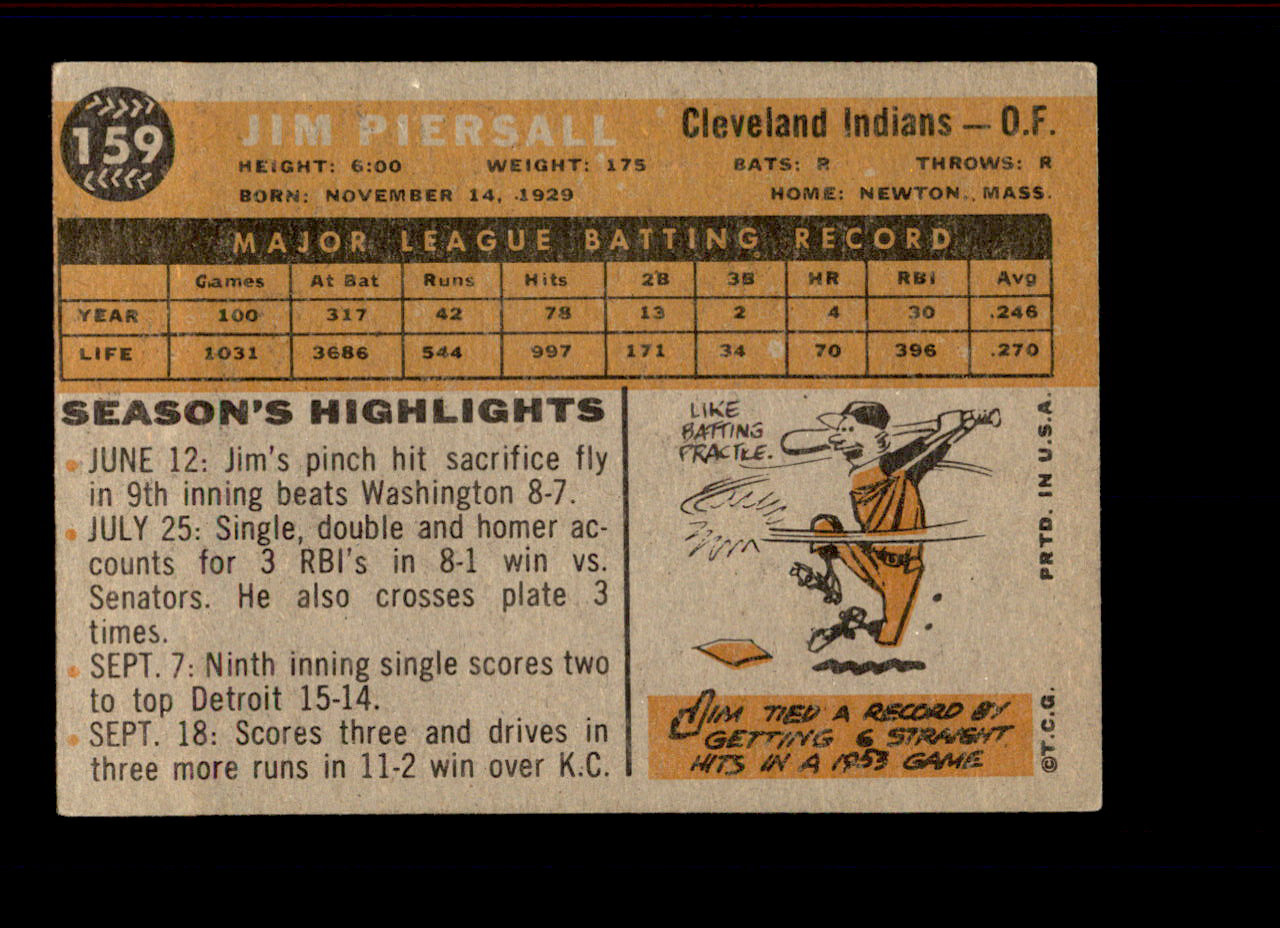 159
JIM PIERSALL
Cleveland Indians — O.F.
HEIGHT: 6:00 WEIGHT: 175 BATS: R THROWS: R
BORN: NOVEMBER 14, 1929 HOME: NEWTON, MASS.
MAJOR LEAGUE BATTING RECORD
Games At Bat Runs Hits 2B 3B HR RBI Avg
YEAR 100 317 42 78 13 2 4 30 .246
LIFE 1031 3686 544 997 171 34 70 396 .270
SEASON'S HIGHLIGHTS
• JUNE 12: Jim's pinch hit sacrifice fly
in 9th inning beats Washington 8-7.
• JULY 25: Single, double and homer ac-
counts for 3 RBI's in 8-1 win vs.
Senators. He also crosses plate 3
times.
• SEPT. 7: Ninth inning single scores two
to top Detroit 15-14.
• SEPT. 18: Scores three and drives in
three more runs in 11-2 win over K.C.
LIKE
BATTING
PRACTICE.
JIM TIED A RECORD BY
GETTING 6 STRAIGHT
HITS IN A 1953 GAME
©T.C.G. PRTD. IN U.S.A.